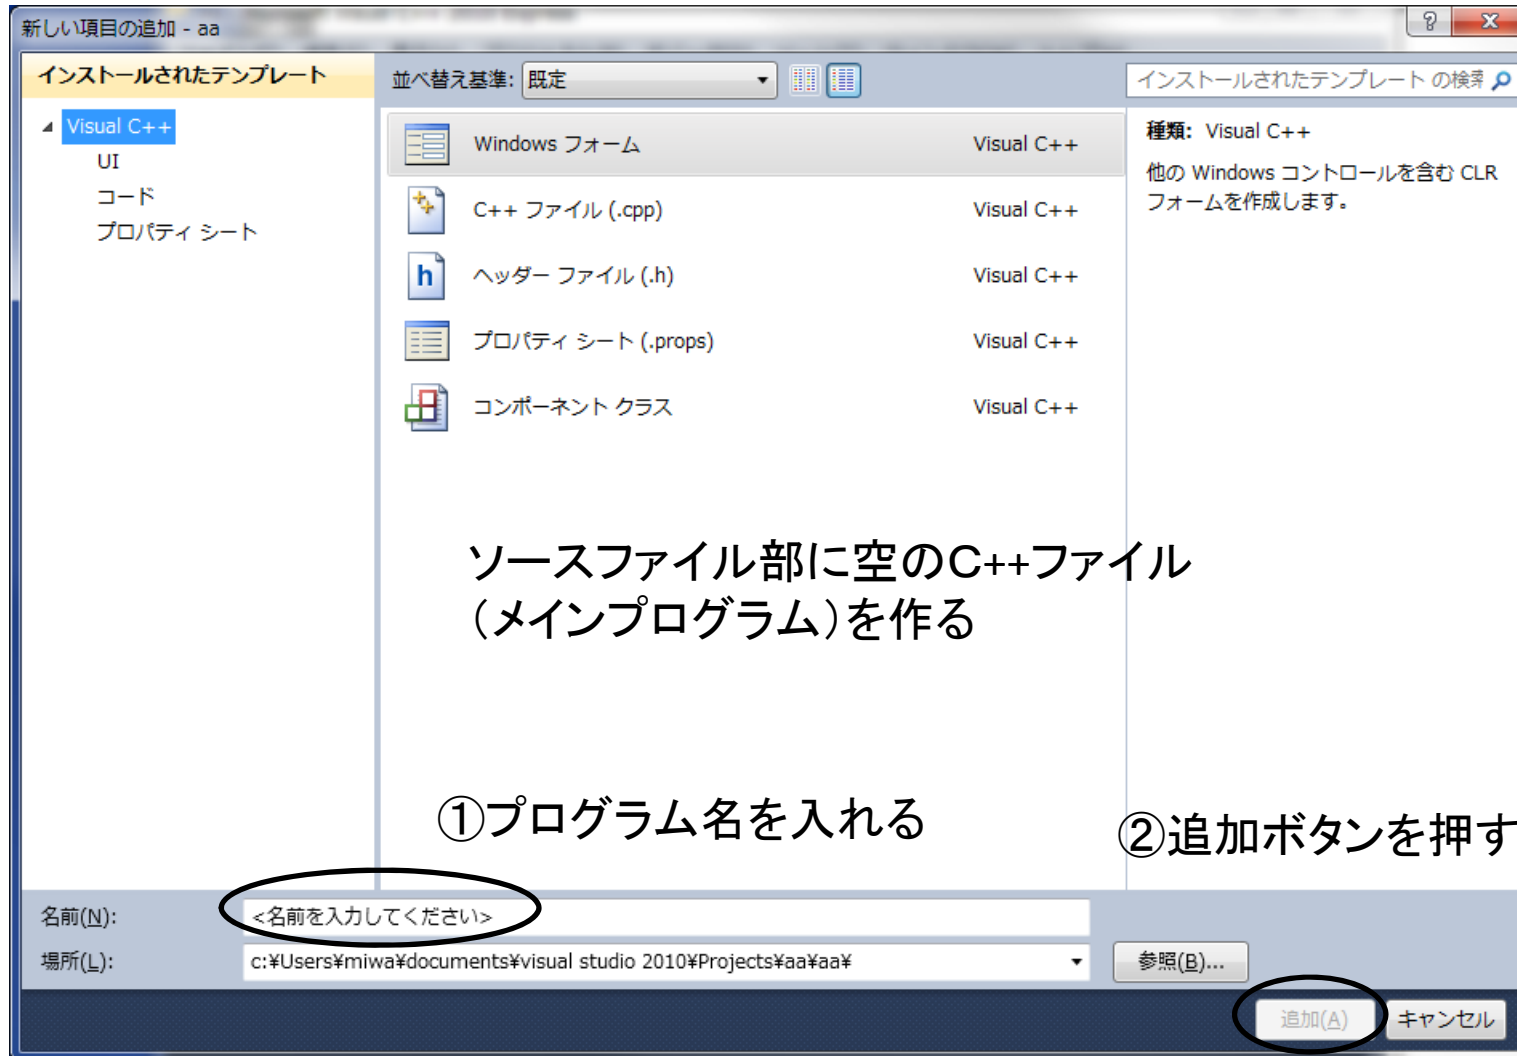 新しい項目の追加 - aa
インストールされたテンプレート
並べ替え基準: 既定
インストールされたテンプレート の検索
Visual C++
UI
コード
プロパティ シート
Windows フォーム Visual C++
C++ ファイル (.cpp) Visual C++
ヘッダー ファイル (.h) Visual C++
プロパティ シート (.props) Visual C++
コンポーネント クラス Visual C++
種類: Visual C++
他の Windows コントロールを含む CLR
フォームを作成します。
ソースファイル部に空のC++ファイル
（メインプログラム）を作る
①プログラム名を入れる
②追加ボタンを押す
名前(N): <名前を入力してください>
場所(L): c:¥Users¥miwa¥documents¥visual studio 2010¥Projects¥aa¥aa¥
参照(B)...
追加(A)
キャンセル